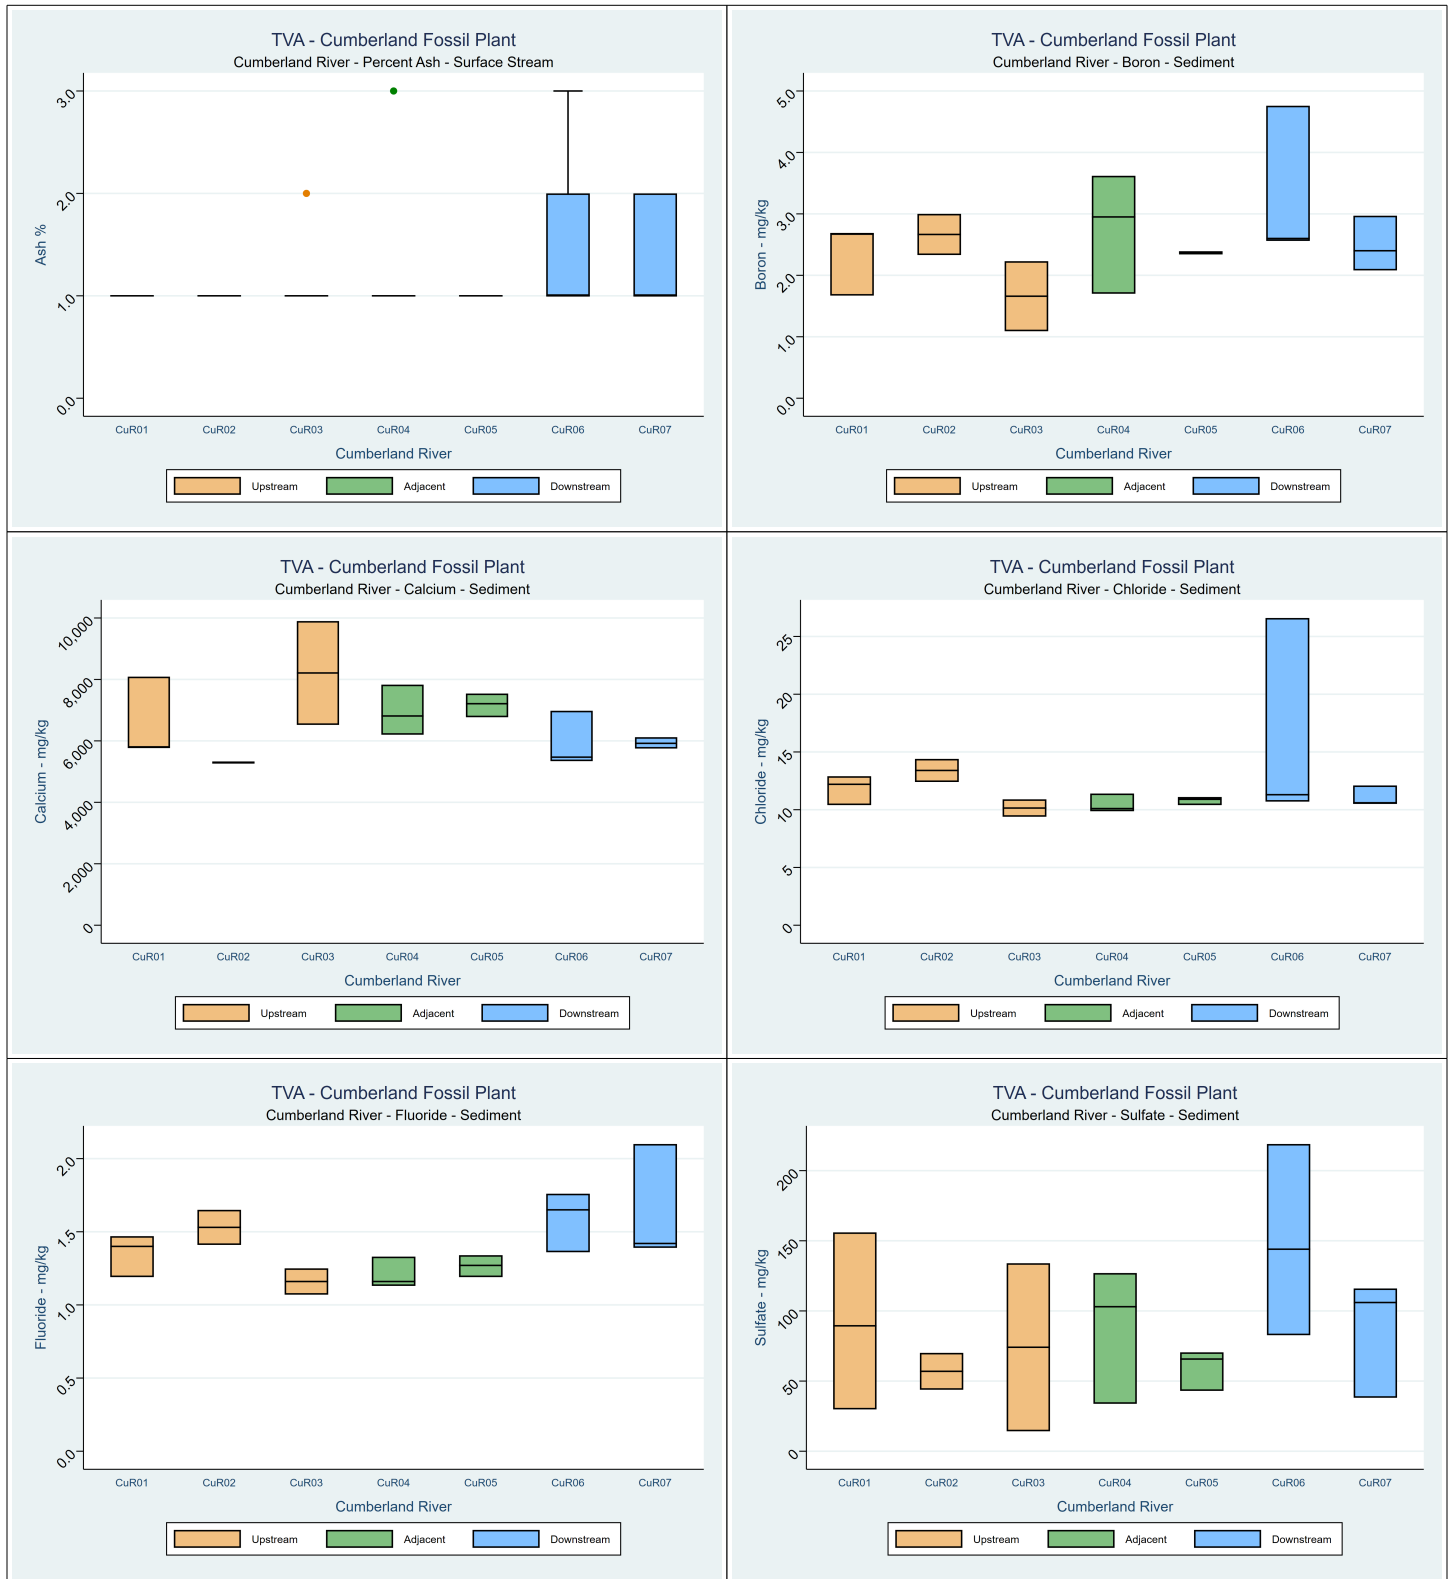 TVA - Cumberland Fossil Plant
Cumberland River - Percent Ash - Surface Stream
Ash %
3.0
2.0
1.0
0.0
CuR01 CuR02 CuR03 CuR04 CuR05 CuR06 CuR07
Cumberland River
Upstream Adjacent Downstream
TVA - Cumberland Fossil Plant
Cumberland River - Boron - Sediment
Boron - mg/kg
5.0
4.0
3.0
2.0
1.0
0.0
CuR01 CuR02 CuR03 CuR04 CuR05 CuR06 CuR07
Cumberland River
Upstream Adjacent Downstream
TVA - Cumberland Fossil Plant
Cumberland River - Calcium - Sediment
Calcium - mg/kg
10,000
8,000
6,000
4,000
2,000
0
CuR01 CuR02 CuR03 CuR04 CuR05 CuR06 CuR07
Cumberland River
Upstream Adjacent Downstream
TVA - Cumberland Fossil Plant
Cumberland River - Chloride - Sediment
Chloride - mg/kg
25
20
15
10
5
0
CuR01 CuR02 CuR03 CuR04 CuR05 CuR06 CuR07
Cumberland River
Upstream Adjacent Downstream
TVA - Cumberland Fossil Plant
Cumberland River - Fluoride - Sediment
Fluoride - mg/kg
2.0
1.5
1.0
0.5
0.0
CuR01 CuR02 CuR03 CuR04 CuR05 CuR06 CuR07
Cumberland River
Upstream Adjacent Downstream
TVA - Cumberland Fossil Plant
Cumberland River - Sulfate - Sediment
Sulfate - mg/kg
200
150
100
50
0
CuR01 CuR02 CuR03 CuR04 CuR05 CuR06 CuR07
Cumberland River
Upstream Adjacent Downstream